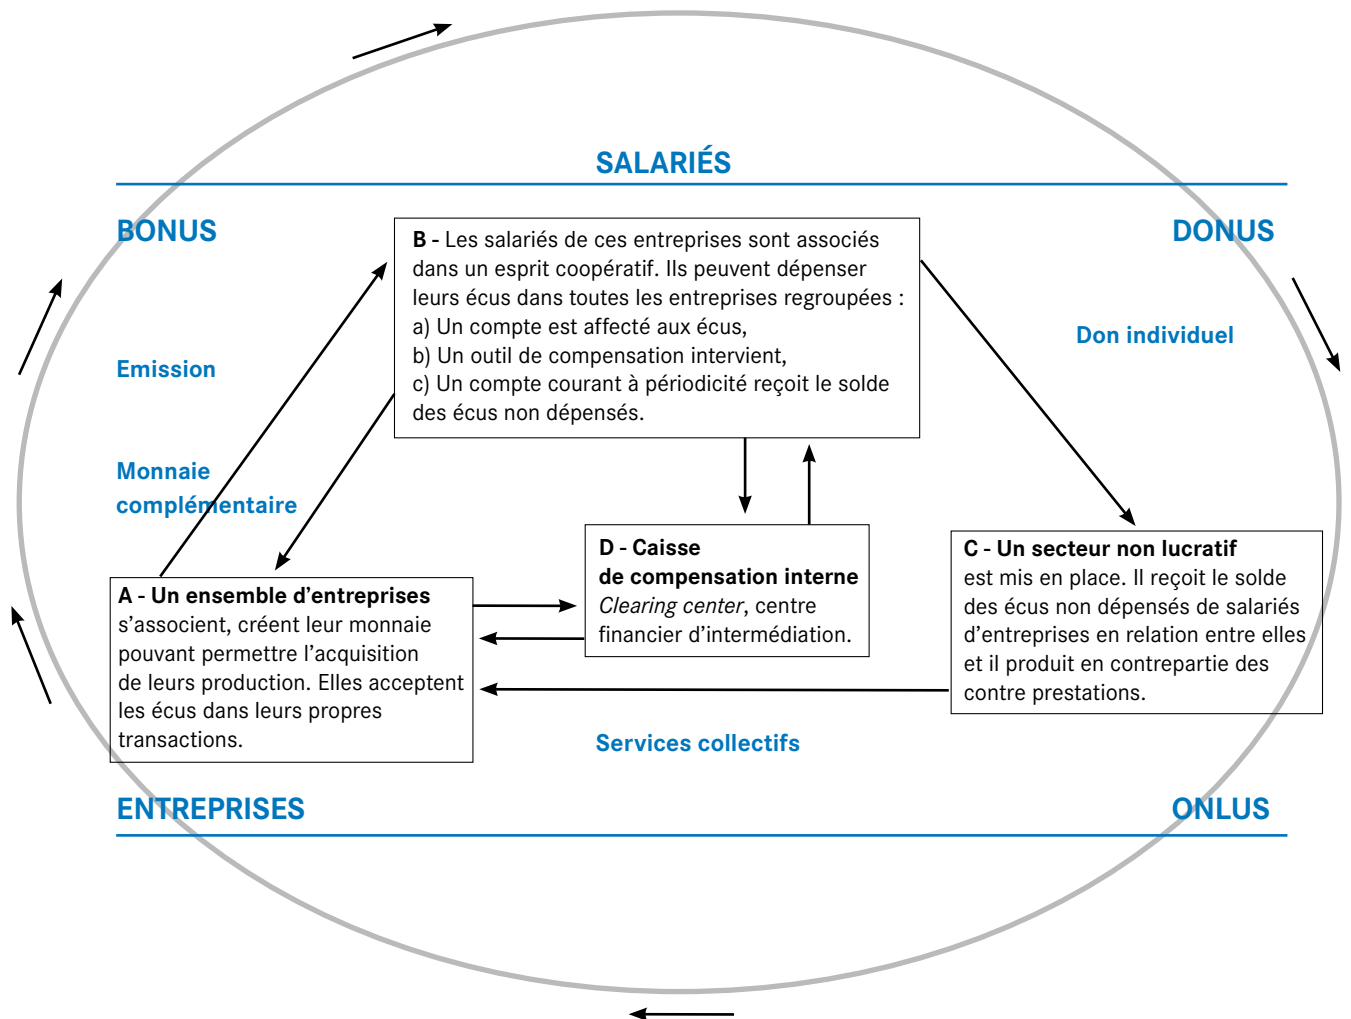 SALARIÉS
BONUS
DONUS
B - Les salariés de ces entreprises sont associés
dans un esprit coopératif. Ils peuvent dépenser
leurs écus dans toutes les entreprises regroupées :
a) Un compte est affecté aux écus,
b) Un outil de compensation intervient,
c) Un compte courant à périodicité reçoit le solde
des écus non dépensés.
Don individuel
Emission
Monnaie
complémentaire
D - Caisse
de compensation interne
Clearing center, centre
financier d'intermédiation.
C - Un secteur non lucratif
est mis en place. Il reçoit le solde
des écus non dépensés de salariés
d'entreprises en relation entre elles
et il produit en contrepartie des
contre prestations.
A - Un ensemble d'entreprises
s'associent, créent leur monnaie
pouvant permettre l'acquisition
de leurs production. Elles acceptent
les écus dans leurs propres
transactions.
Services collectifs
ENTREPRISES
ONLUS